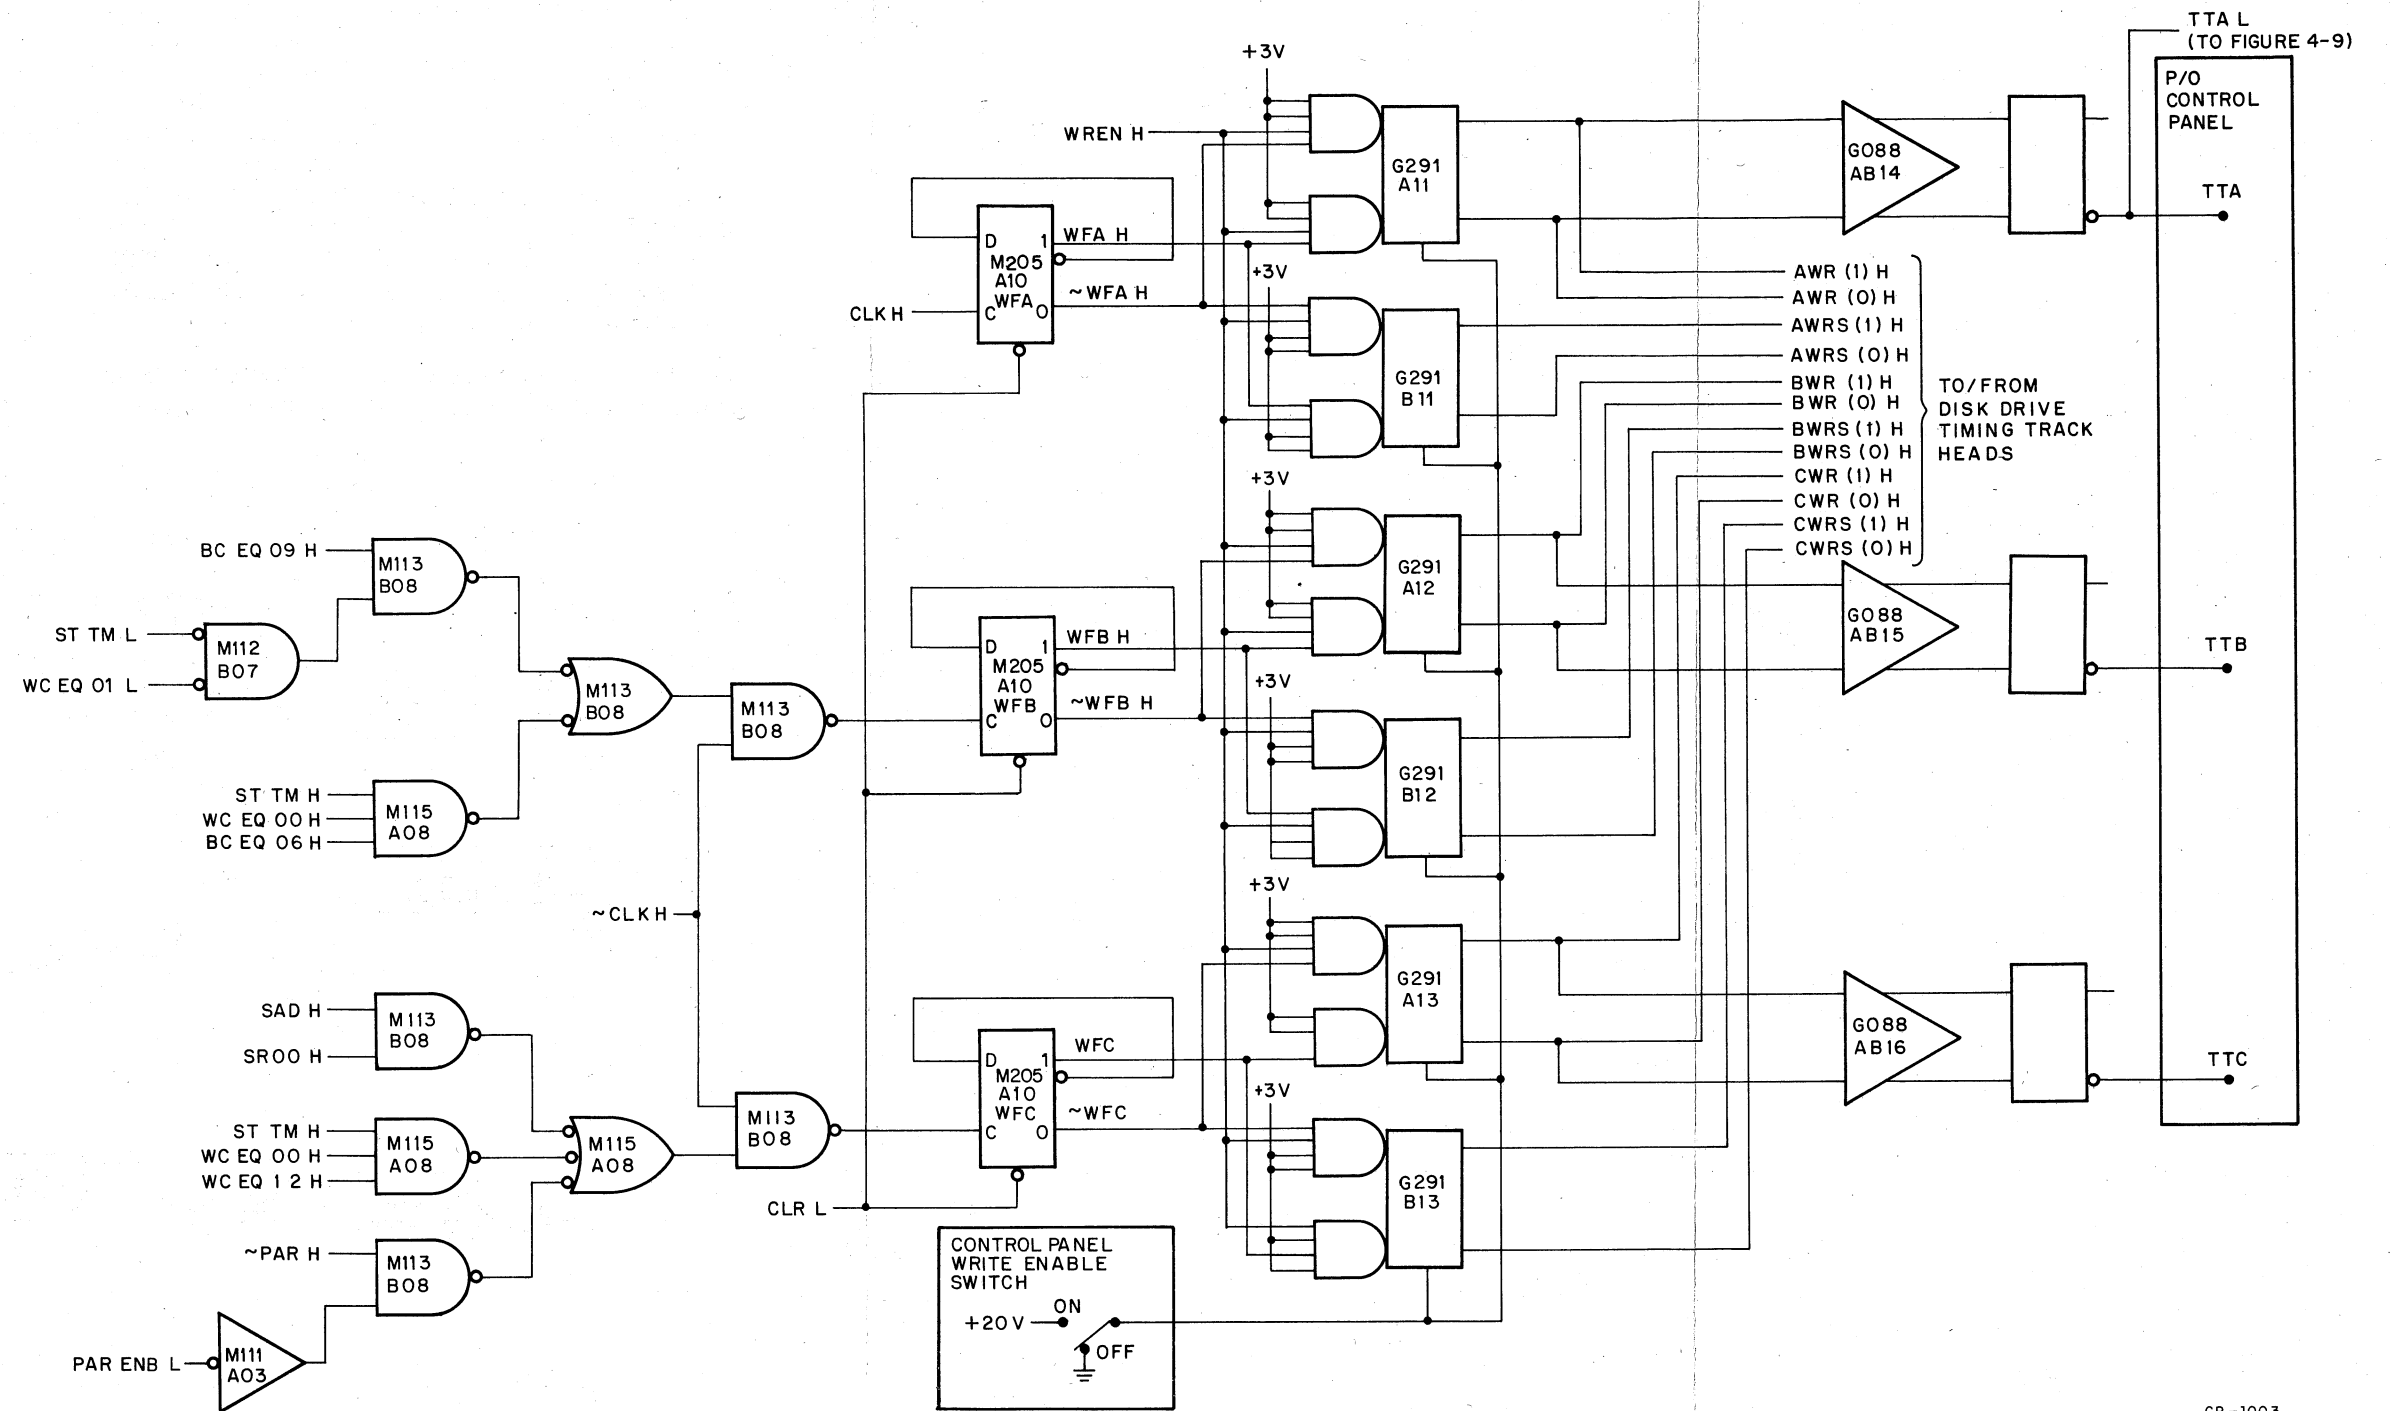 TTA L
(TO FIGURE 4-9)
P/O
CONTROL
PANEL
+3V
WREN H
G291
A11
G088
AB14
TTA
D
1
M205
A10
WFA
C
0
WFA H
~WFA H
CLK H
+3V
AWR (1) H
AWR (0) H
AWRS (1) H
AWRS (0) H
BWR (1) H
BWR (0) H
BWRS (1) H
BWRS (0) H
CWR (1) H
CWR (0) H
CWRS (1) H
CWRS (0) H
TO/FROM
DISK DRIVE
TIMING TRACK
HEADS
G291
B11
+3V
BC EQ 09 H
M113
B08
G291
A12
G088
AB15
TTB
ST TM L
WC EQ 01 L
M112
B07
M113
B08
M113
B08
D
1
M205
A10
WFB
C
0
WFB H
~WFB H
+3V
G291
B12
ST TM H
WC EQ 00 H
BC EQ 06 H
M115
A08
+3V
~CLK H
G291
A13
G088
AB16
TTC
SAD H
SR00 H
M113
B08
D
1
M205
A10
WFC
C
0
WFC
~WFC
+3V
ST TM H
WC EQ 00 H
WC EQ 1 2 H
M115
A08
M115
A08
M113
B08
G291
B13
CLR L
~PAR H
M113
B08
PAR ENB L
M111
A03
CONTROL PANEL
WRITE ENABLE
SWITCH
+20V
ON
OFF